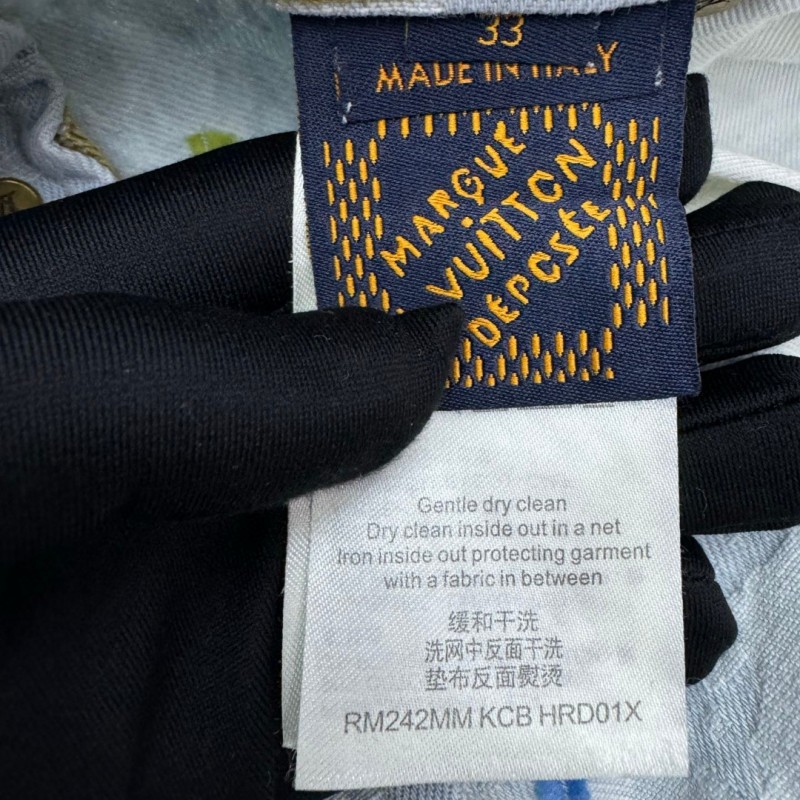 33
MADE IN ITALY
MARQUE
VUITTON
DÉPOSÉE
Gentle dry clean
Dry clean inside out in a net
Iron inside out protecting garment
with a fabric in between
缓和干洗
洗网中反面干洗
垫布反面熨烫
RM242MM KCB HRD01X